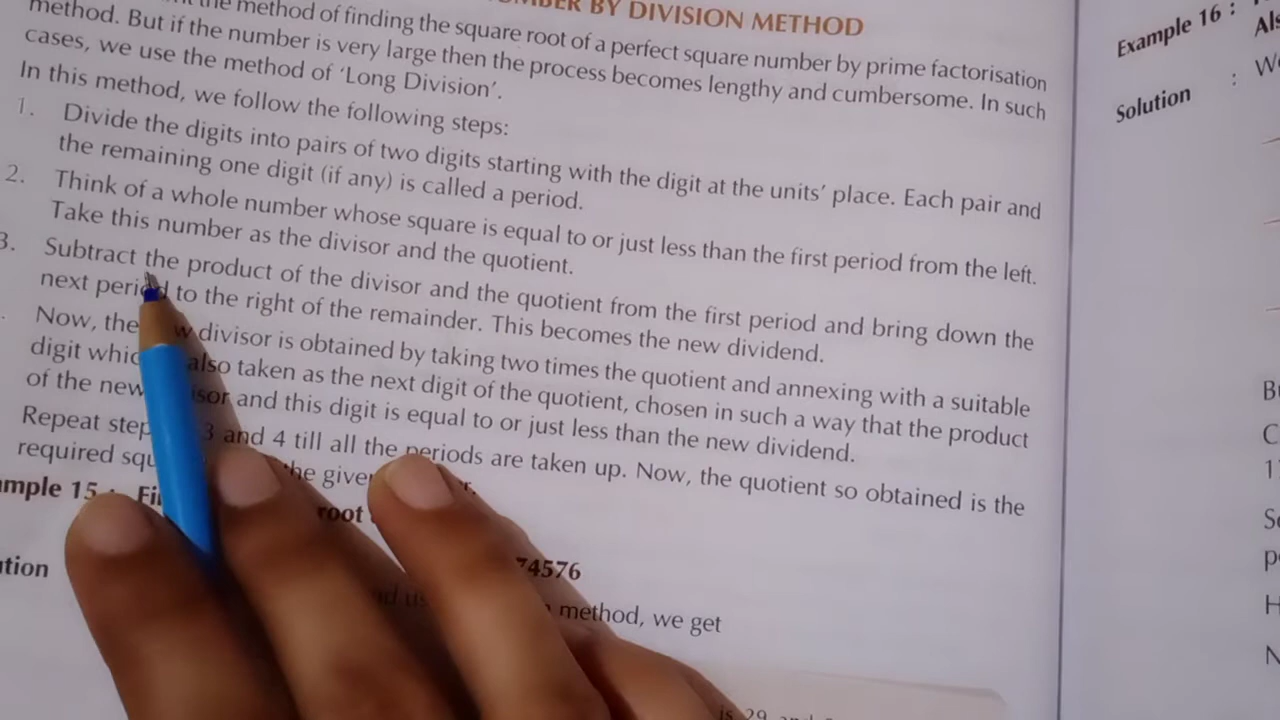 BY DIVISION METHOD
the method of finding the square root of a perfect square number by prime factorisation
method. But if the number is very large then the process becomes lengthy and cumbersome. In such
cases, we use the method of ‘Long Division’.
In this method, we follow the following steps:
1. Divide the digits into pairs of two digits starting with the digit at the units’ place. Each pair and
the remaining one digit (if any) is called a period.
2. Think of a whole number whose square is equal to or just less than the first period from the left.
Take this number as the divisor and the quotient.
3. Subtract the product of the divisor and the quotient from the first period and bring down the
next period to the right of the remainder. This becomes the new dividend.
Now, the divisor is obtained by taking two times the quotient and annexing with a suitable
digit also taken as the next digit of the quotient, chosen in such a way that the product
of the new and this digit is equal to or just less than the new dividend.
Repeat 3 and 4 till all the periods are taken up. Now, the quotient so obtained is the
required
15
root
74576
method, we get
is 29
Example 16 :
Solution :